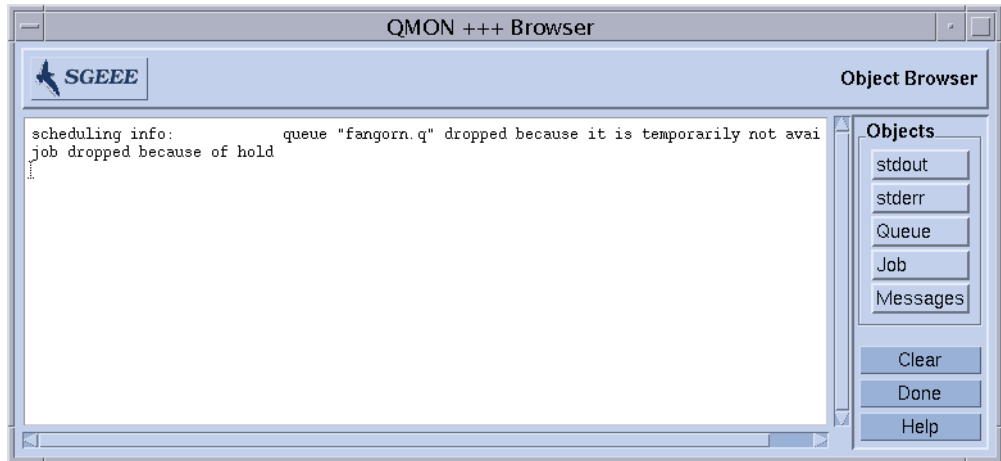 QMON +++ Browser
SGEEE
Object Browser
scheduling info: queue "fangorn.q" dropped because it is temporarily not avai
job dropped because of hold
Objects
stdout
stderr
Queue
Job
Messages
Clear
Done
Help